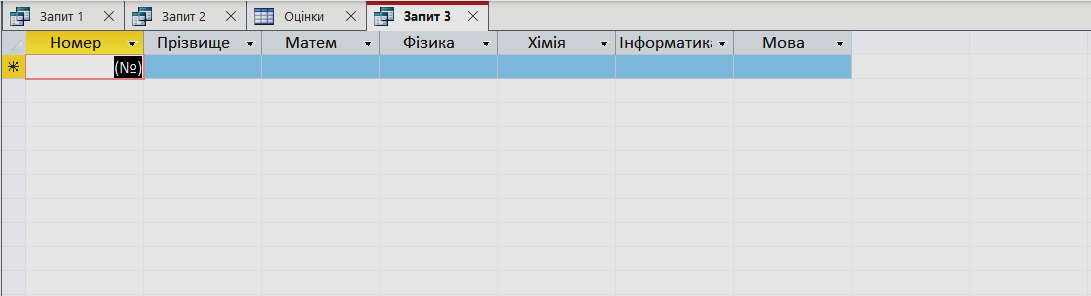 Запит 1 Запит 2 Оцінки Запит 3
Номер Прізвище Матем Фізика Хімія Інформатика Мова
(№)